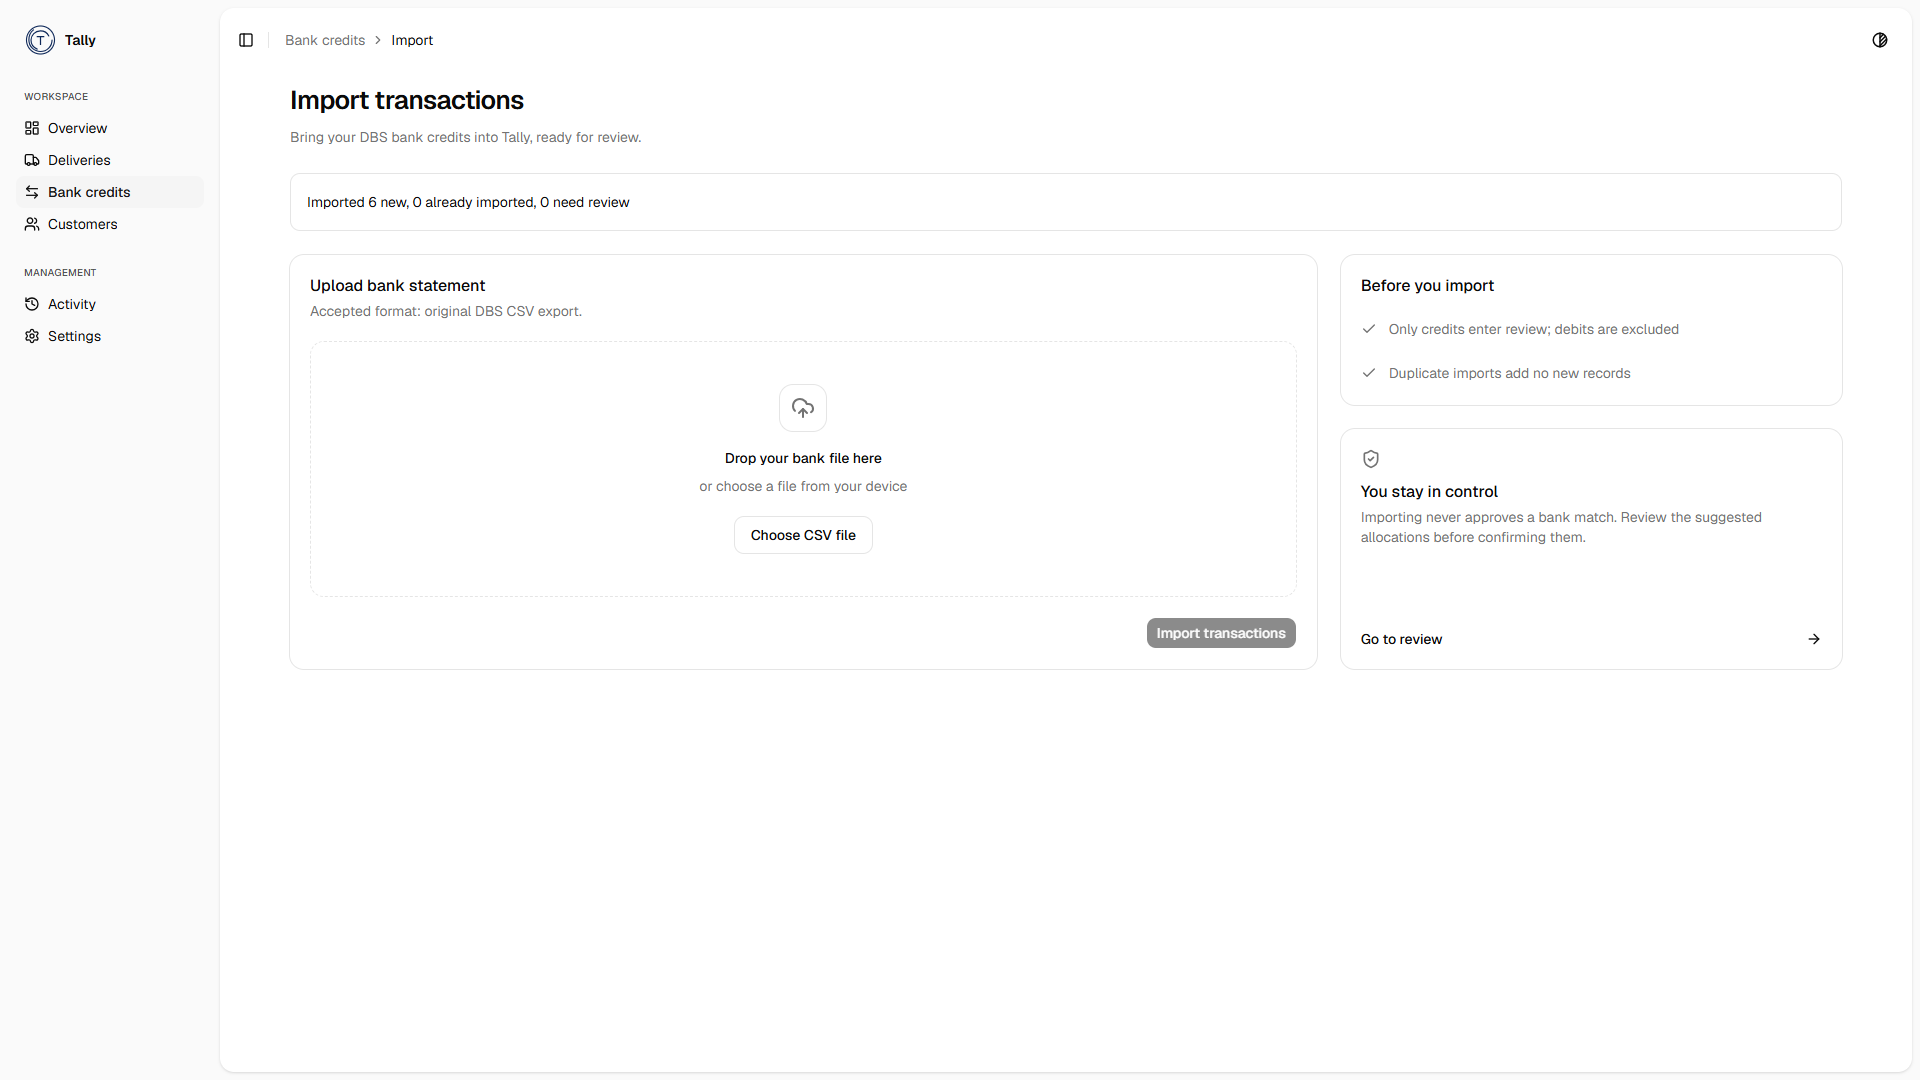 Tally
WORKSPACE
Overview
Deliveries
Bank credits
Customers
MANAGEMENT
Activity
Settings
Bank credits > Import
Import transactions
Bring your DBS bank credits into Tally, ready for review.
Imported 6 new, 0 already imported, 0 need review
Upload bank statement
Accepted format: original DBS CSV export.
Drop your bank file here
or choose a file from your device
Choose CSV file
Import transactions
Before you import
Only credits enter review; debits are excluded
Duplicate imports add no new records
You stay in control
Importing never approves a bank match. Review the suggested
allocations before confirming them.
Go to review